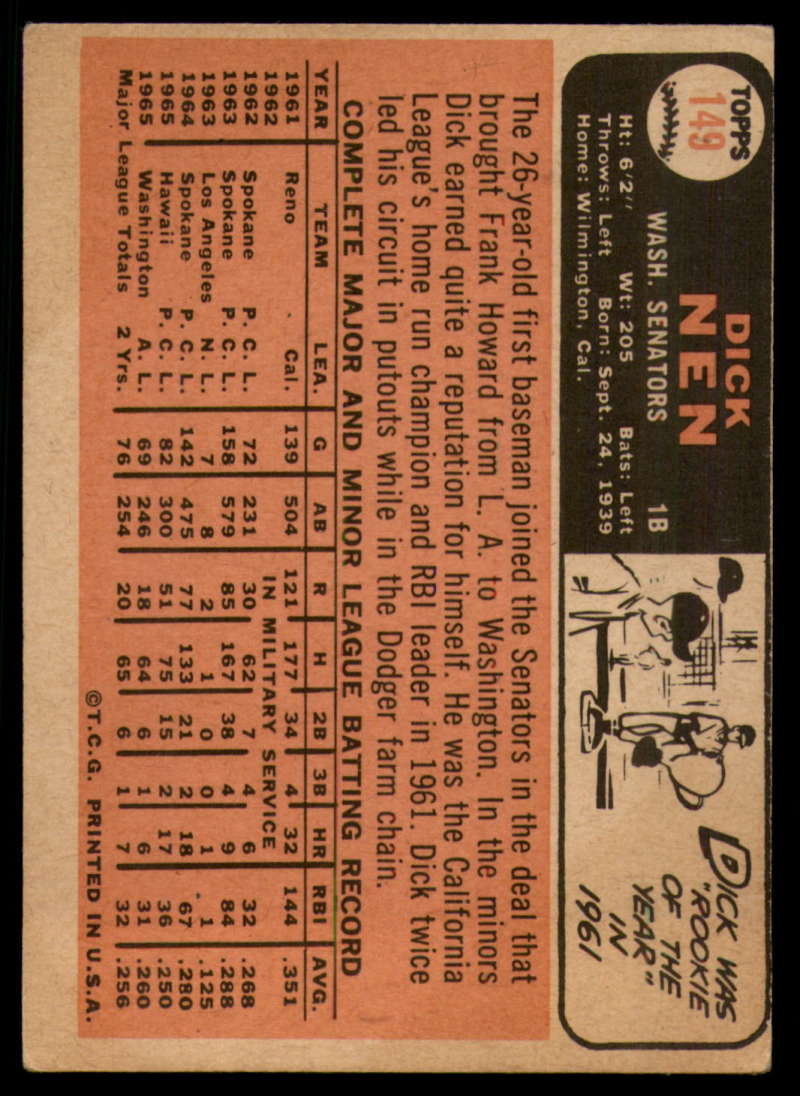 TOPPS
149
DICK
NEN
WASH. SENATORS 1B
Ht: 6'2" Wt: 205 Bats: Left
Throws: Left Born: Sept. 24, 1939
Home: Wilmington, Cal.
DICK WAS
"ROOKIE
OF THE
YEAR"
IN
1961
The 26-year-old first baseman joined the Senators in the deal that
brought Frank Howard from L. A. to Washington. In the minors
Dick earned quite a reputation for himself. He was the California
League's home run champion and RBI leader in 1961. Dick twice
led his circuit in putouts while in the Dodger farm chain.
COMPLETE MAJOR AND MINOR LEAGUE BATTING RECORD
YEAR TEAM LEA. G AB R H 2B 3B HR RBI AVG.
1961 Reno Cal. 139 504 121 177 34 4 32 144 .351
1962 IN MILITARY SERVICE
1962 Spokane P. C. L. 72 231 30 62 7 4 6 32 .268
1963 Spokane P. C. L. 158 579 85 167 38 4 9 84 .288
1963 Los Angeles N. L. 7 8 2 1 0 0 1 1 .125
1964 Spokane P. C. L. 142 475 77 133 21 2 18 67 .280
1965 Hawaii P. C. L. 82 300 51 75 15 2 17 36 .250
1965 Washington A. L. 69 246 18 64 6 1 6 31 .260
Major League Totals 2 Yrs. 76 254 20 65 6 1 7 32 .256
©T.C.G. PRINTED IN U.S.A.